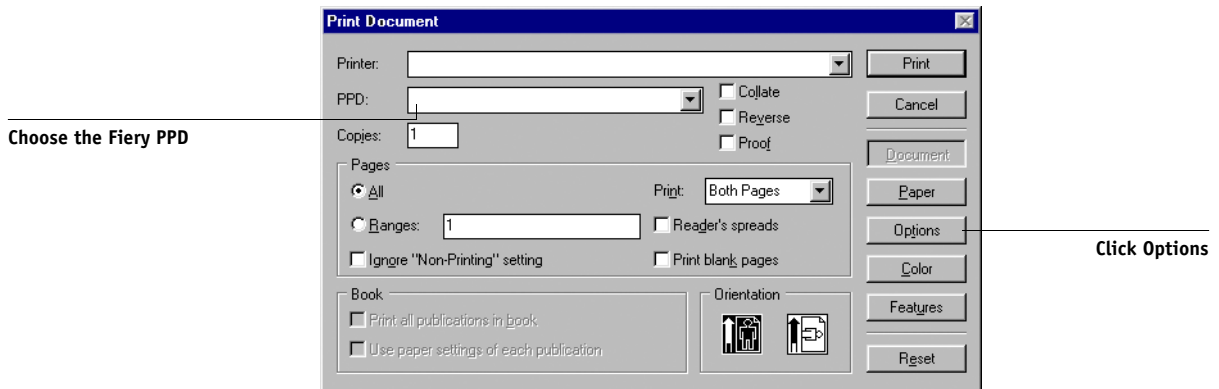 Print Document
Printer:
Print
PPD:
Collate
Cancel
Reverse
Choose the Fiery PPD
Copies: 1
Proof
Document
Pages
All
Print: Both Pages
Paper
Ranges: 1
Reader's spreads
Options
Click Options
Ignore "Non-Printing" setting
Print blank pages
Color
Book
Orientation
Features
Print all publications in book
Use paper settings of each publication
Reset